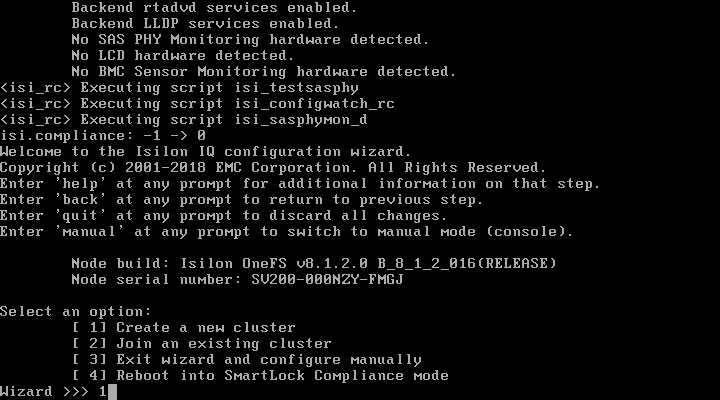 Backend rtadvd services enabled.
Backend LLDP services enabled.
No SAS PHY Monitoring hardware detected.
No LCD hardware detected.
No BMC Sensor Monitoring hardware detected.
<isi_rc> Executing script isi_testsasphy
<isi_rc> Executing script isi_configwatch_rc
<isi_rc> Executing script isi_sasphymon_d
isi.compliance: -1 -> 0
Welcome to the Isilon IQ configuration wizard.
Copyright (c) 2001-2018 EMC Corporation. All Rights Reserved.
Enter 'help' at any prompt for additional information on that step.
Enter 'back' at any prompt to return to previous step.
Enter 'quit' at any prompt to discard all changes.
Enter 'manual' at any prompt to switch to manual mode (console).
Node build: Isilon OneFS v8.1.2.0 B_8_1_2_016(RELEASE)
Node serial number: SV200-000NZY-FMGJ
Select an option:
[ 1] Create a new cluster
[ 2] Join an existing cluster
[ 3] Exit wizard and configure manually
[ 4] Reboot into SmartLock Compliance mode
Wizard >>> 1